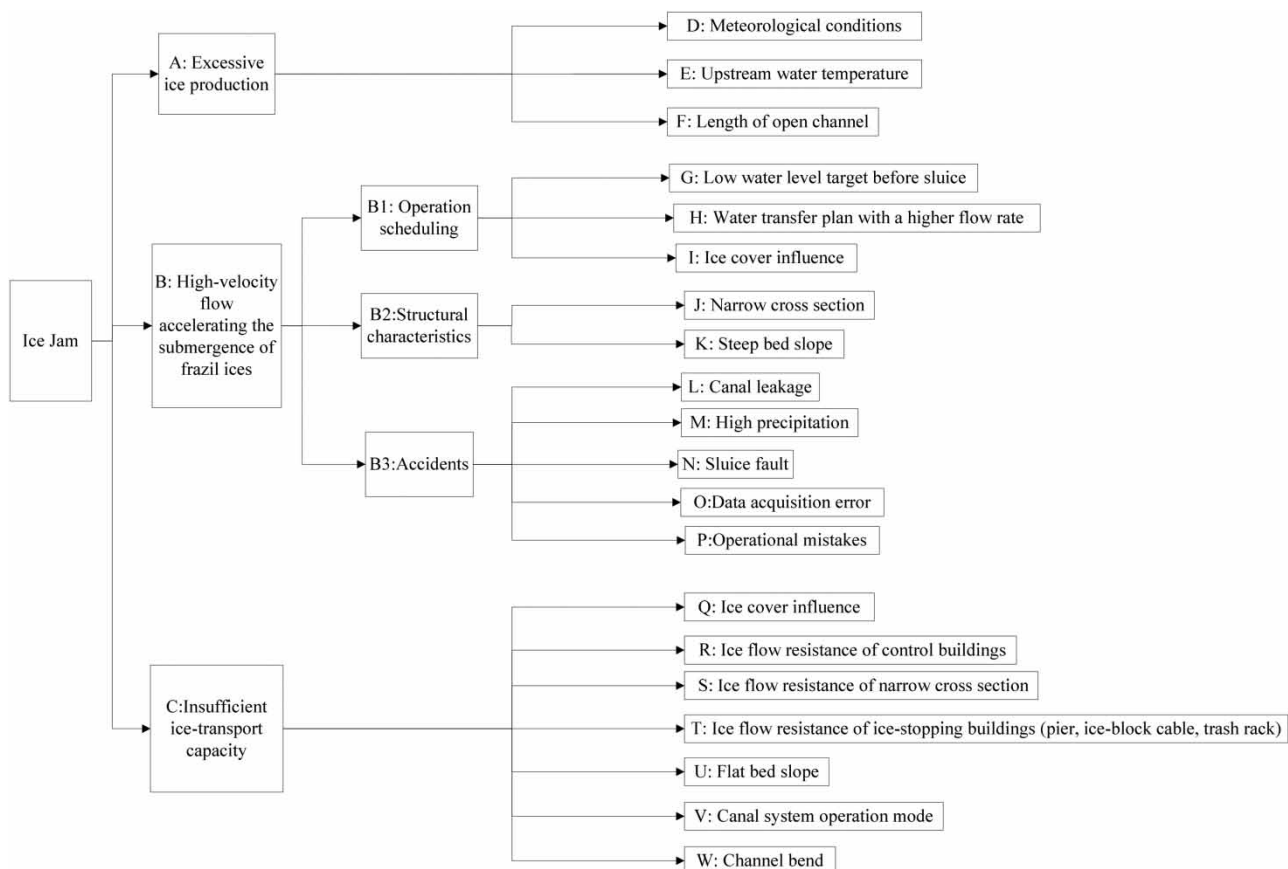 Ice Jam
A: Excessive
ice production
D: Meteorological conditions
E: Upstream water temperature
F: Length of open channel
B: High-velocity
flow
accelerating the
submergence of
frazil ices
B1: Operation
scheduling
G: Low water level target before sluice
H: Water transfer plan with a higher flow rate
I: Ice cover influence
B2:Structural
characteristics
J: Narrow cross section
K: Steep bed slope
B3:Accidents
L: Canal leakage
M: High precipitation
N: Sluice fault
O:Data acquisition error
P:Operational mistakes
C:Insufficient
ice-transport
capacity
Q: Ice cover influence
R: Ice flow resistance of control buildings
S: Ice flow resistance of narrow cross section
T: Ice flow resistance of ice-stopping buildings (pier, ice-block cable, trash rack)
U: Flat bed slope
V: Canal system operation mode
W: Channel bend